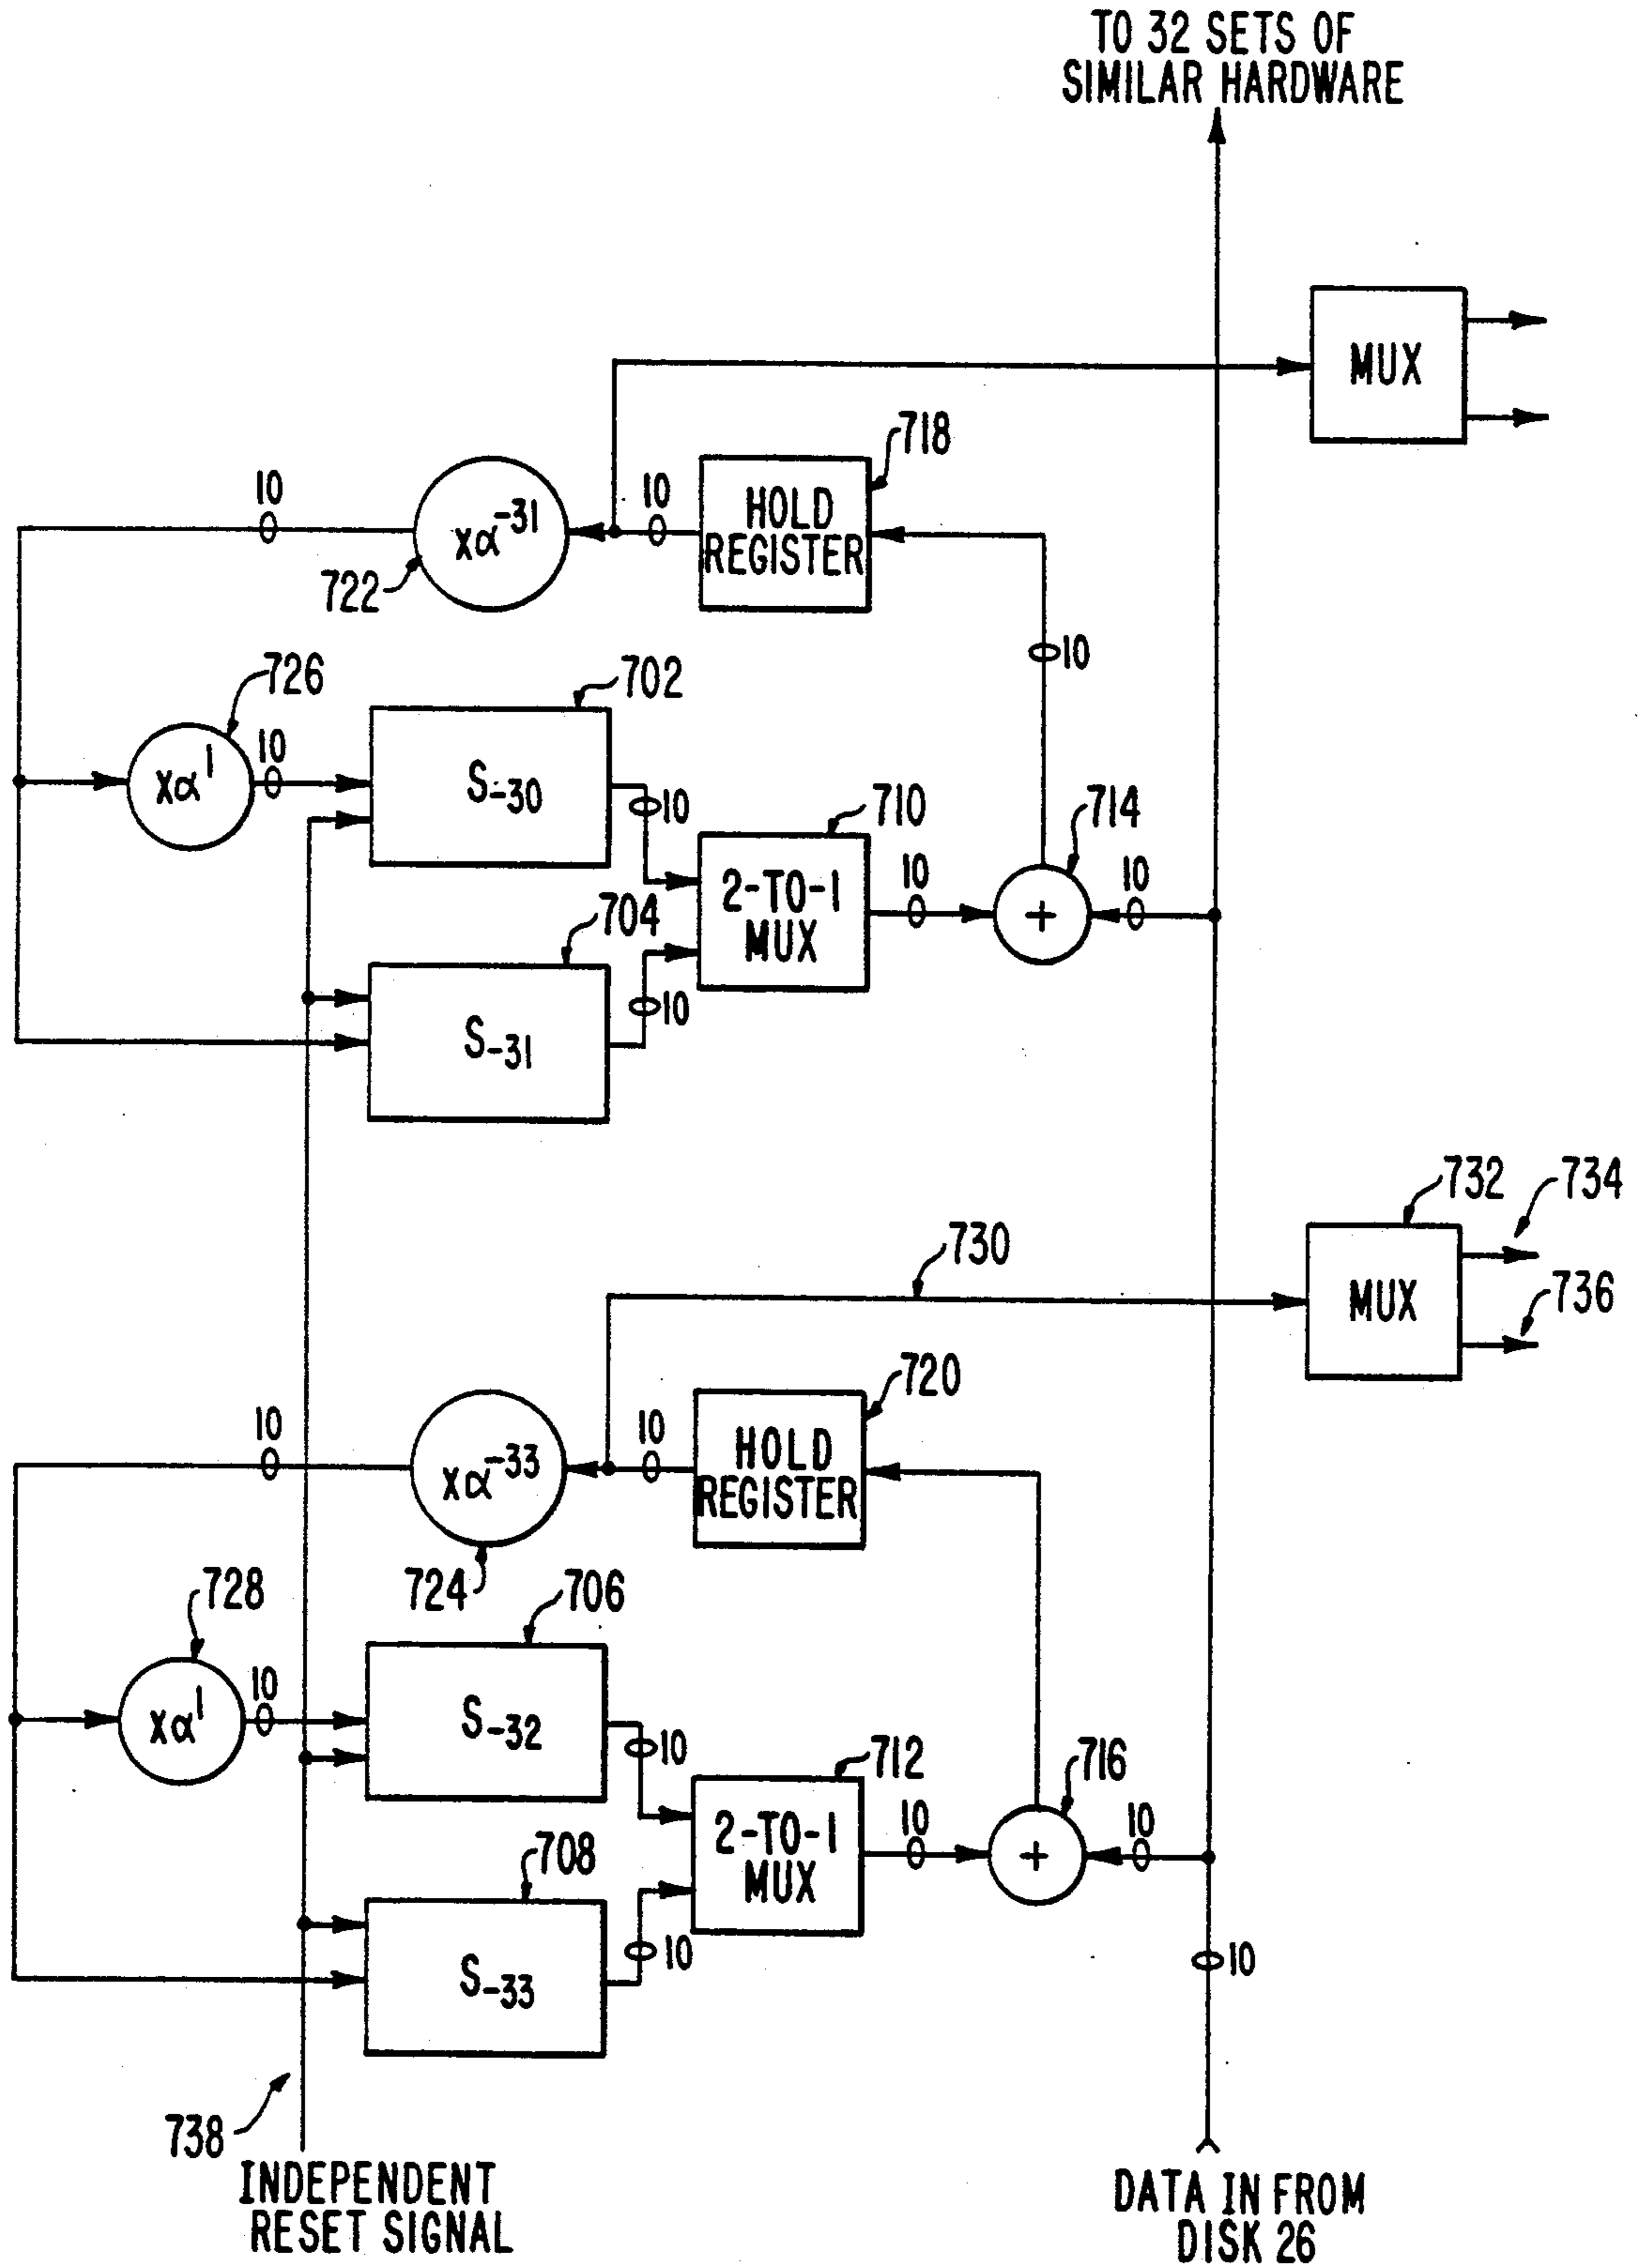 TO 32 SETS OF
SIMILAR HARDWARE
MUX
718
10
xα⁻³¹
10
HOLD
REGISTER
722
10
726
702
xα¹
10
S₋₃₀
10
710
714
2-TO-1
MUX
10
+
10
704
S₋₃₁
10
732
734
730
MUX
736
720
10
xα⁻³³
10
HOLD
REGISTER
724
706
728
xα¹
10
S₋₃₂
10
712
716
2-TO-1
MUX
10
+
10
708
S₋₃₃
10
10
738
INDEPENDENT
RESET SIGNAL
DATA IN FROM
DISK 26